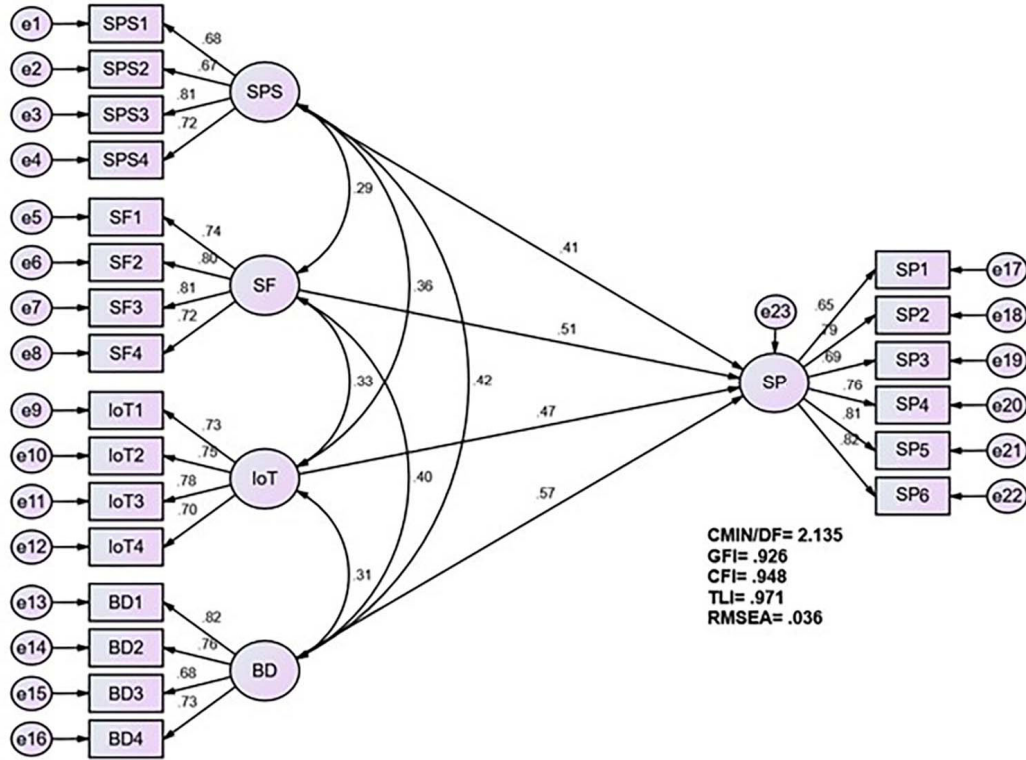 e1 SPS1
.68
e2 SPS2
.67
SPS
e3 SPS3
.81
e4 SPS4
.72
.29
e5 SF1
.74
e6 SF2
.80
SF
e7 SF3
.81
e8 SF4
.72
.36
.33
e9 IoT1
.73
e10 IoT2
.75
IoT
e11 IoT3
.78
e12 IoT4
.70
.42
.40
.31
e13 BD1
.82
e14 BD2
.76
BD
e15 BD3
.68
e16 BD4
.73
.41
.51
.47
.57
e23
SP
.65
SP1 e17
.79
SP2 e18
.69
SP3 e19
.76
SP4 e20
.81
SP5 e21
.82
SP6 e22
CMIN/DF= 2.135
GFI= .926
CFI= .948
TLI= .971
RMSEA= .036